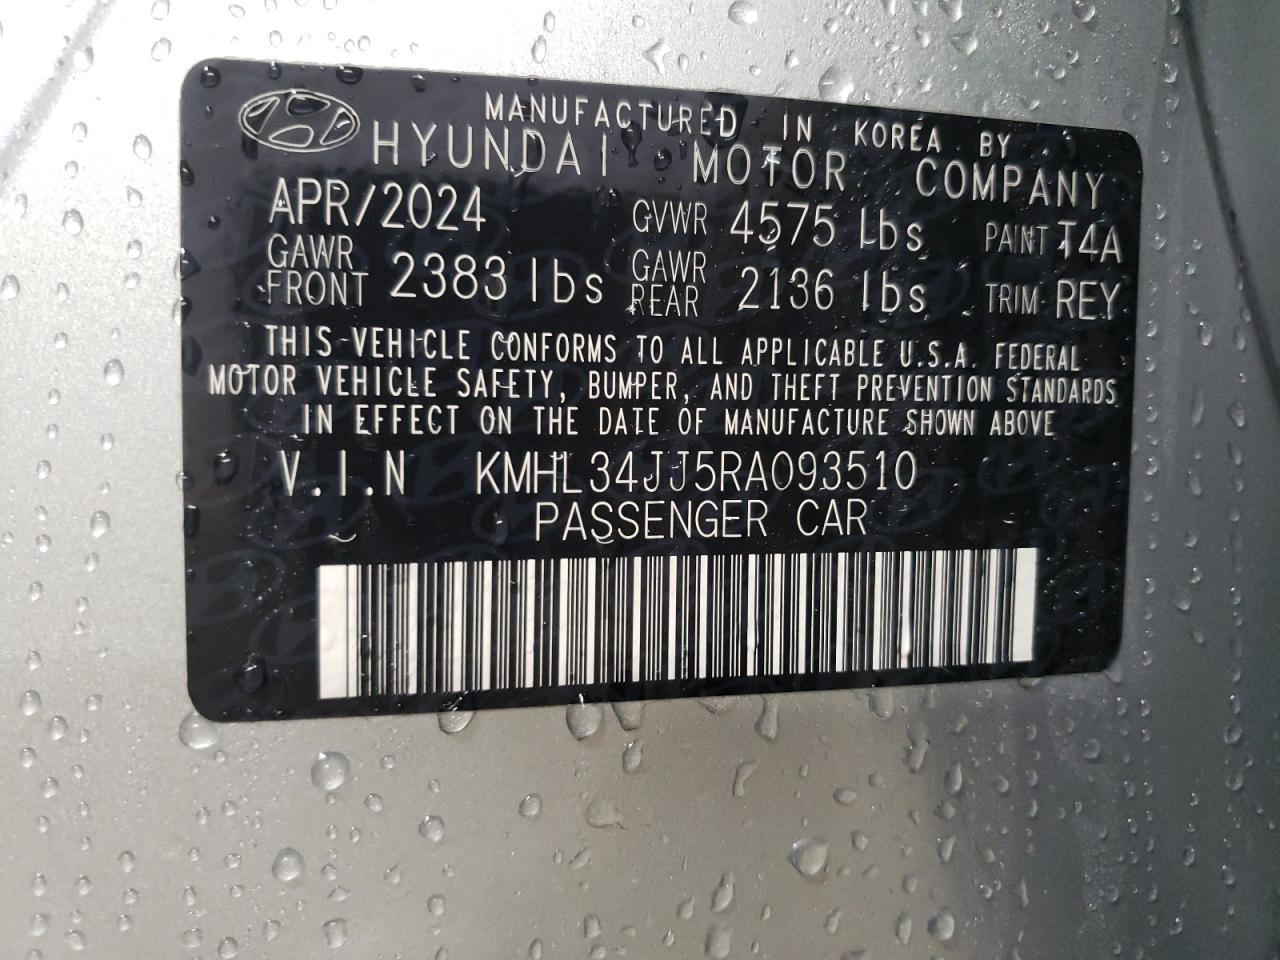 MANUFACTURED IN KOREA BY
HYUNDAI MOTOR COMPANY
APR/2024 GVWR 4575 lbs PAINT T4A
GAWR FRONT 2383 lbs GAWR REAR 2136 lbs TRIM REY
THIS VEHICLE CONFORMS TO ALL APPLICABLE U.S.A. FEDERAL
MOTOR VEHICLE SAFETY, BUMPER, AND THEFT PREVENTION STANDARDS
IN EFFECT ON THE DATE OF MANUFACTURE SHOWN ABOVE
V.I.N KMHL34JJ5RA093510
PASSENGER CAR